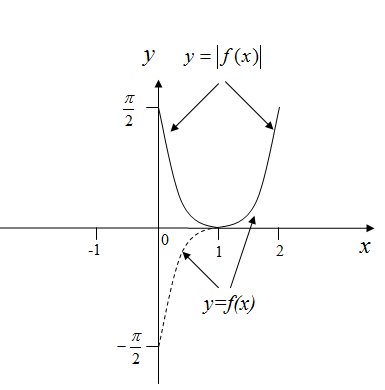 y y = |f(x)|
π/2
-1 0 1 2 x
y=f(x)
−π/2